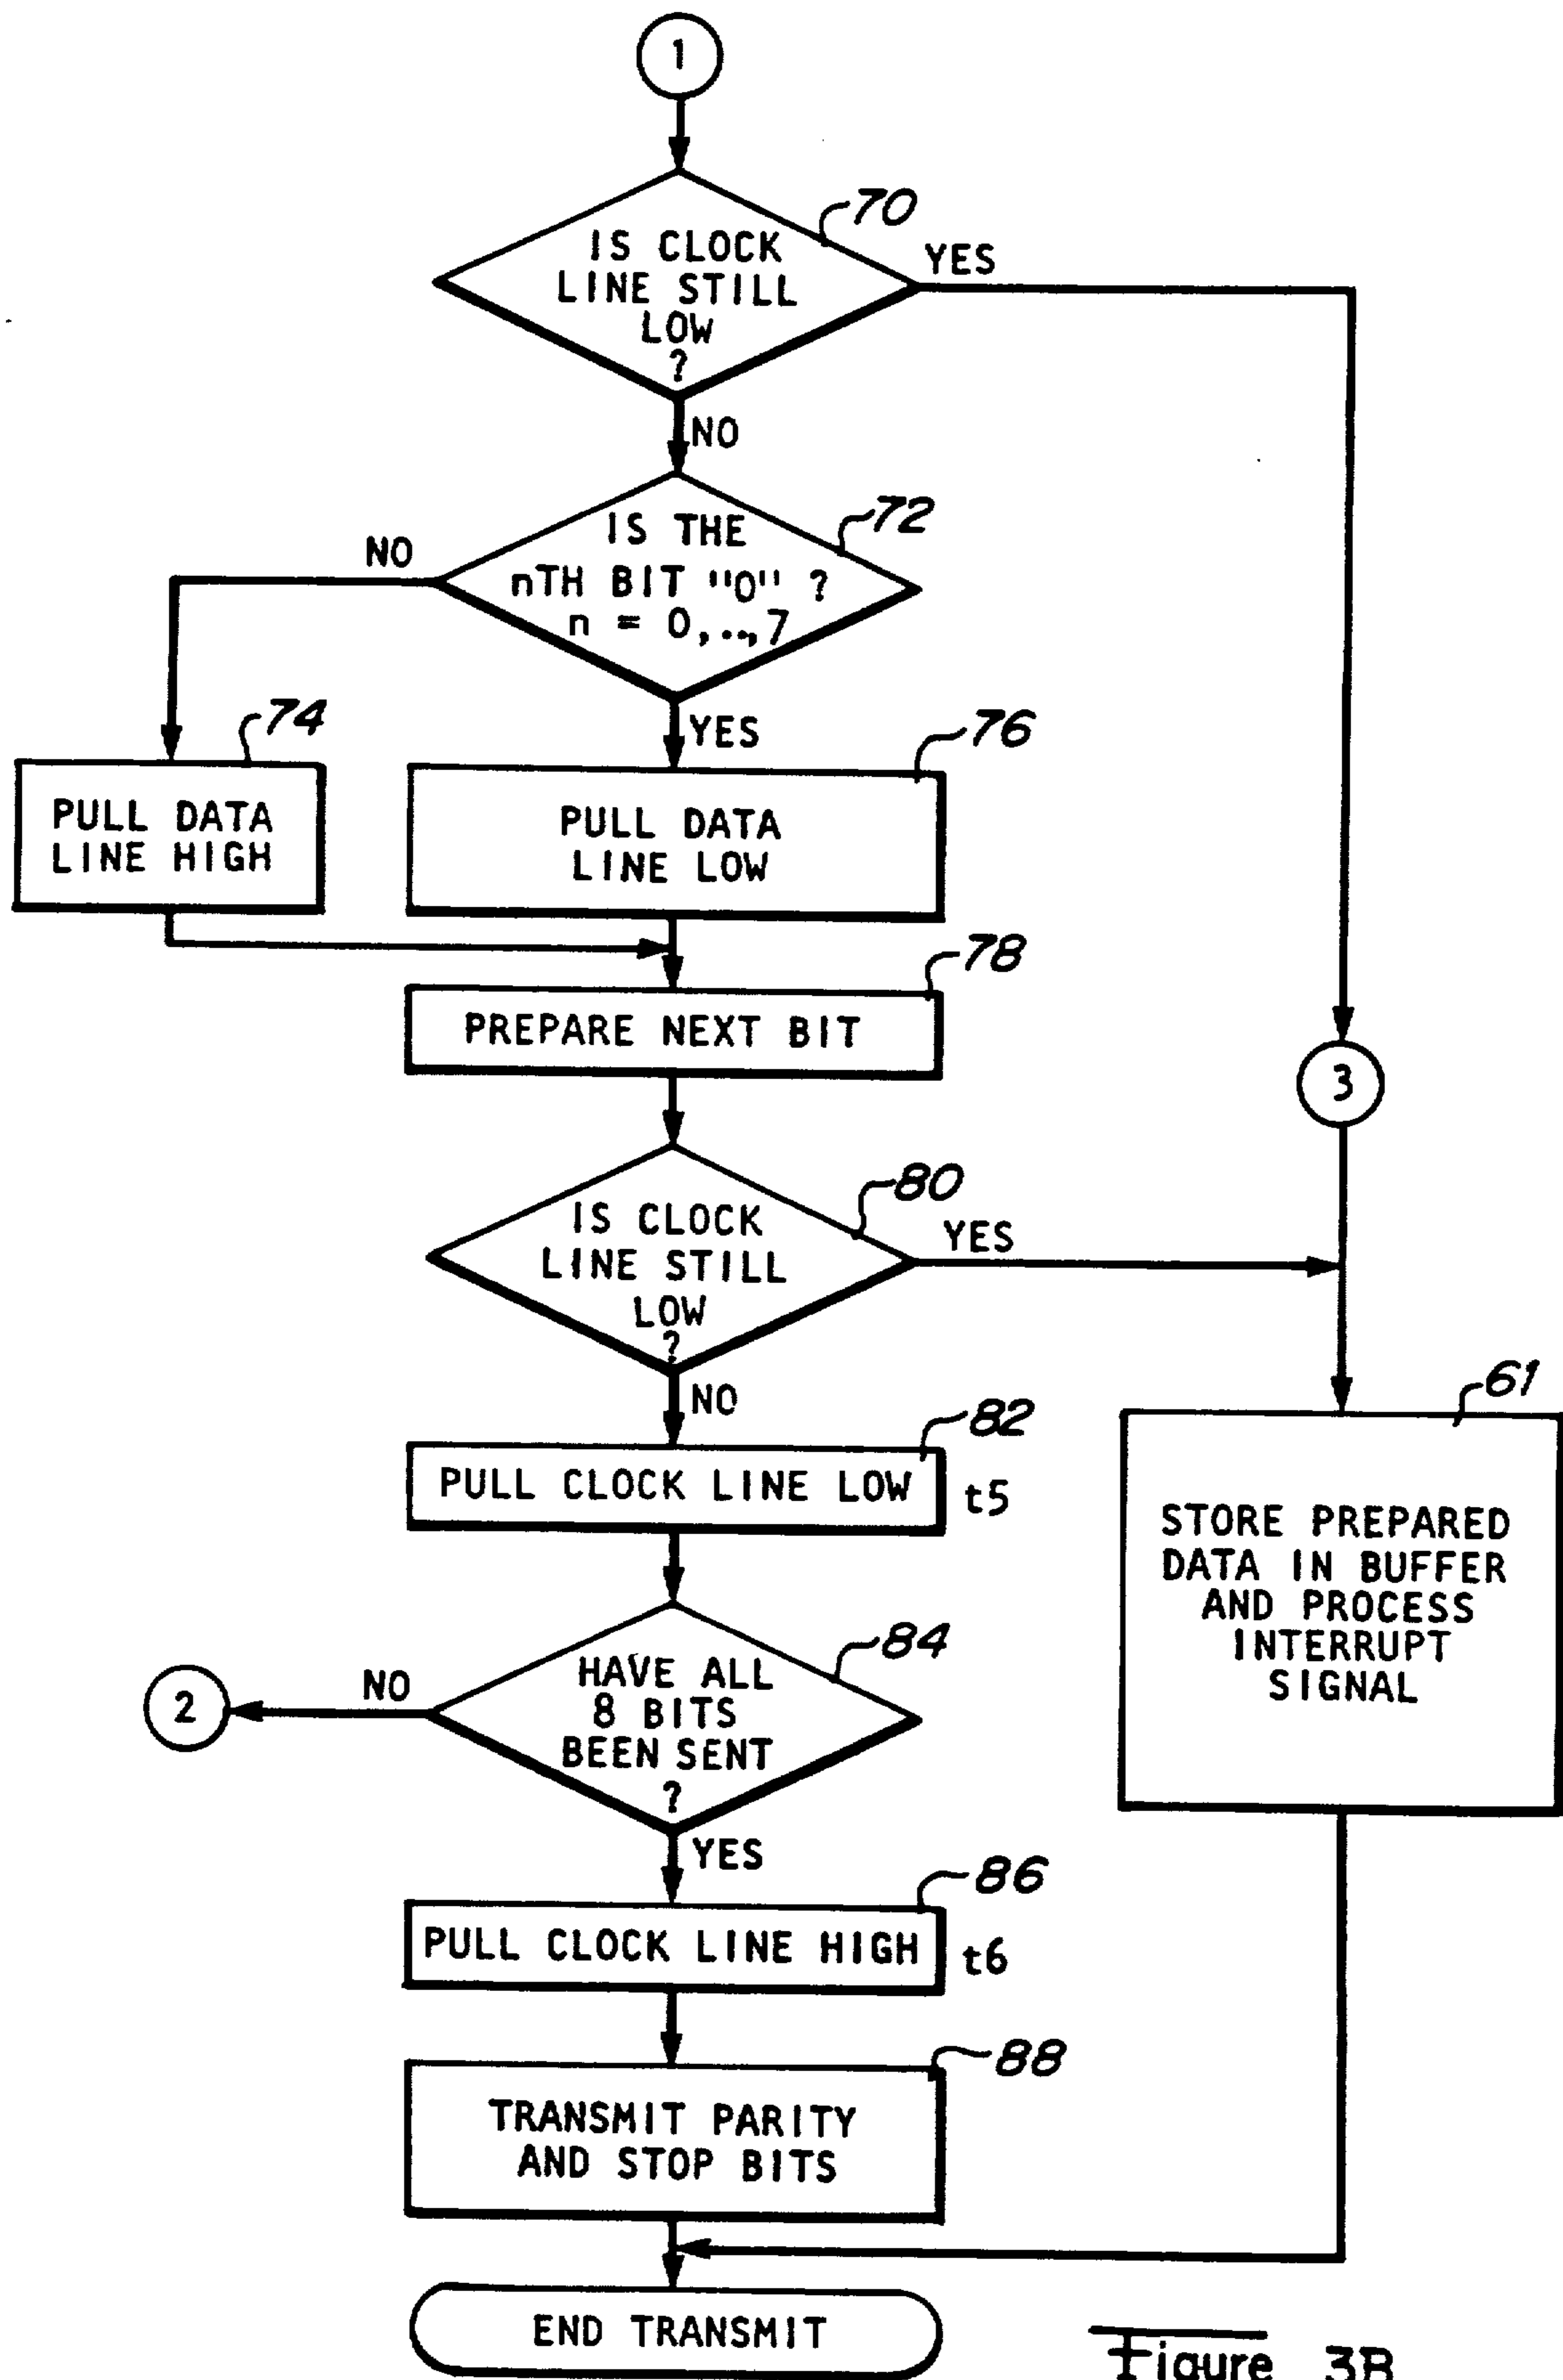 1
70
IS CLOCK
LINE STILL
LOW
?
YES
NO
72
IS THE
nTH BIT "0" ?
n = 0,..,7
NO
YES
74
PULL DATA
LINE HIGH
76
PULL DATA
LINE LOW
78
PREPARE NEXT BIT
3
80
IS CLOCK
LINE STILL
LOW
?
YES
NO
82
PULL CLOCK LINE LOW
t5
61
STORE PREPARED
DATA IN BUFFER
AND PROCESS
INTERRUPT
SIGNAL
84
HAVE ALL
8 BITS
BEEN SENT
?
NO
2
YES
86
PULL CLOCK LINE HIGH
t6
88
TRANSMIT PARITY
AND STOP BITS
END TRANSMIT
Figure 3B